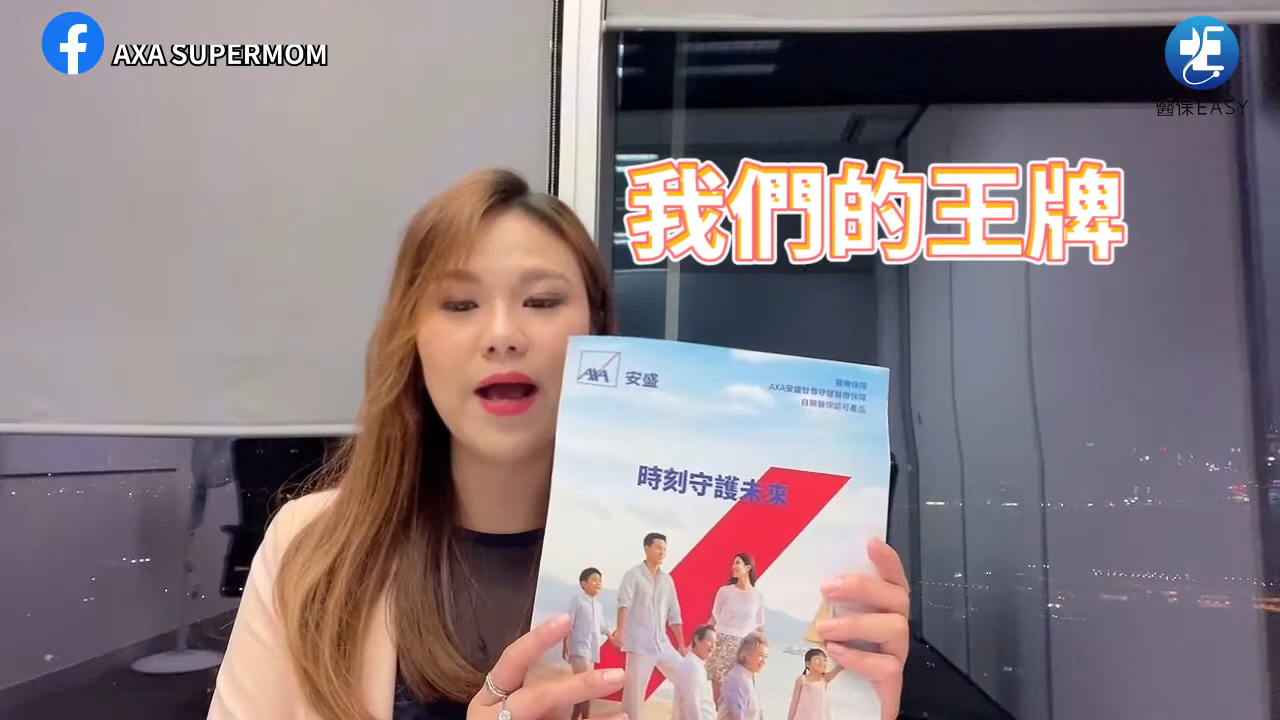 AXA SUPERMOM
醫保EASY
我們的王牌
AXA 安盛
醫療保障
AXA安盛智尊守慧醫療保障
自願醫保認可產品
時刻守護未來